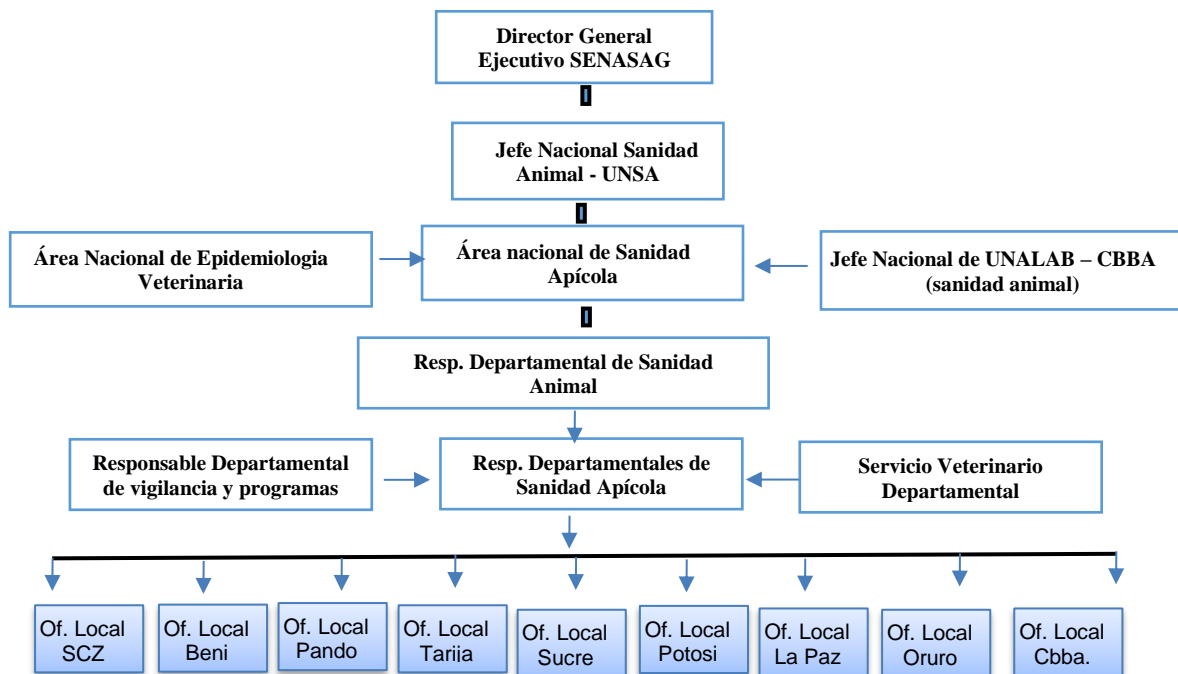 Director General
Ejecutivo SENASAG
Jefe Nacional Sanidad
Animal - UNSA
Área Nacional de Epidemiologia
Veterinaria
Área nacional de Sanidad
Apícola
Jefe Nacional de UNALAB – CBBA
(sanidad animal)
Resp. Departamental de Sanidad
Animal
Responsable Departamental
de vigilancia y programas
Resp. Departamentales de
Sanidad Apícola
Servicio Veterinario
Departamental
Of. Local
SCZ
Of. Local
Beni
Of. Local
Pando
Of. Local
Tarija
Of. Local
Sucre
Of. Local
Potosi
Of. Local
La Paz
Of. Local
Oruro
Of. Local
Cbba.